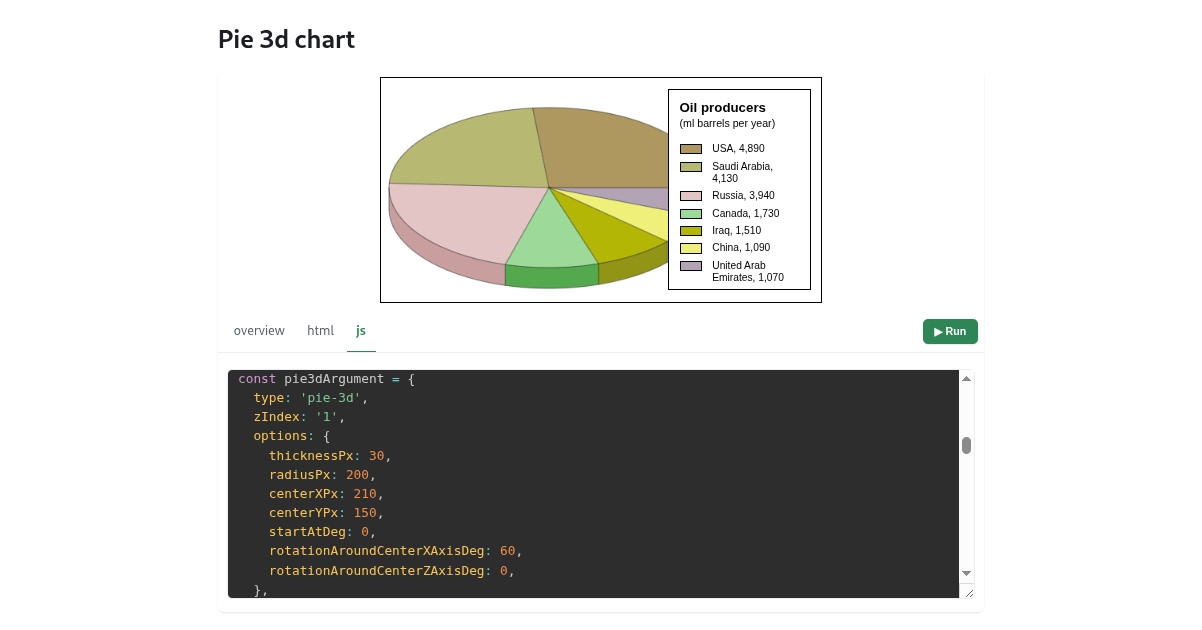 Pie 3d chart
Oil producers
(ml barrels per year)
USA, 4,890
Saudi Arabia,
4,130
Russia, 3,940
Canada, 1,730
Iraq, 1,510
China, 1,090
United Arab
Emirates, 1,070
overview html js
▶ Run
const pie3dArgument = {
  type: 'pie-3d',
  zIndex: '1',
  options: {
    thicknessPx: 30,
    radiusPx: 200,
    centerXPx: 210,
    centerYPx: 150,
    startAtDeg: 0,
    rotationAroundCenterXAxisDeg: 60,
    rotationAroundCenterZAxisDeg: 0,
  },